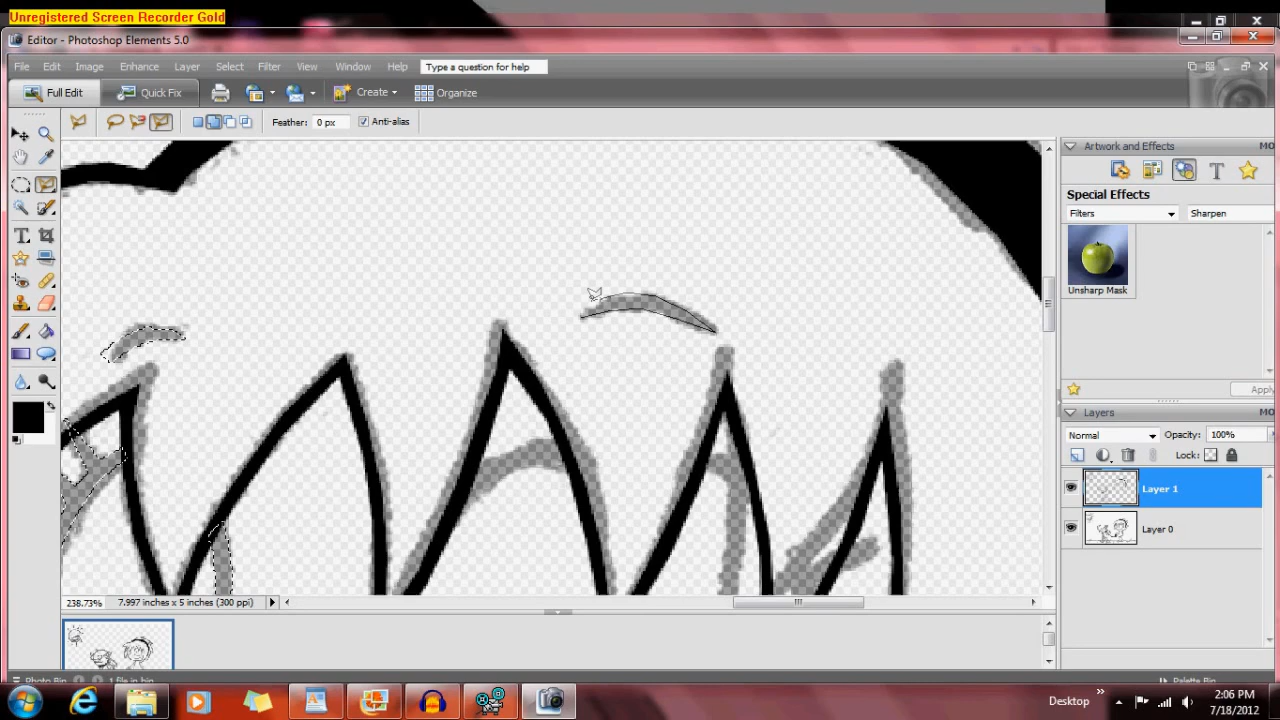 Unregistered Screen Recorder Gold
Editor - Photoshop Elements 5.0
File Edit Image Enhance Layer Select Filter View Window Help Type a question for help
Full Edit Quick Fix Create Organize
Feather: 0 px Anti-alias
Artwork and Effects MO
Special Effects
Filters Sharpen
Unsharp Mask
Apply
Layers MO
Normal Opacity: 100%
Lock:
Layer 1
Layer 0
238.73% 7.997 inches x 5 inches (300 ppi)
Photo Bin 1 file in bin Palette Bin
Desktop 2:06 PM
7/18/2012